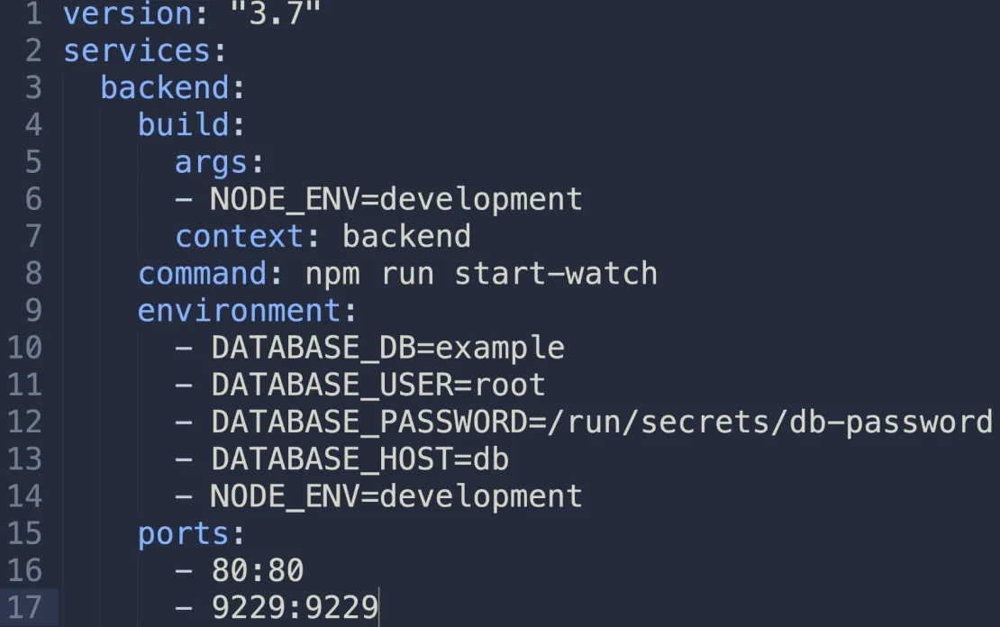 1 version: "3.7"
2 services:
3   backend:
4     build:
5       args:
6       - NODE_ENV=development
7       context: backend
8     command: npm run start-watch
9     environment:
10       - DATABASE_DB=example
11       - DATABASE_USER=root
12       - DATABASE_PASSWORD=/run/secrets/db-password
13       - DATABASE_HOST=db
14       - NODE_ENV=development
15     ports:
16       - 80:80
17       - 9229:9229